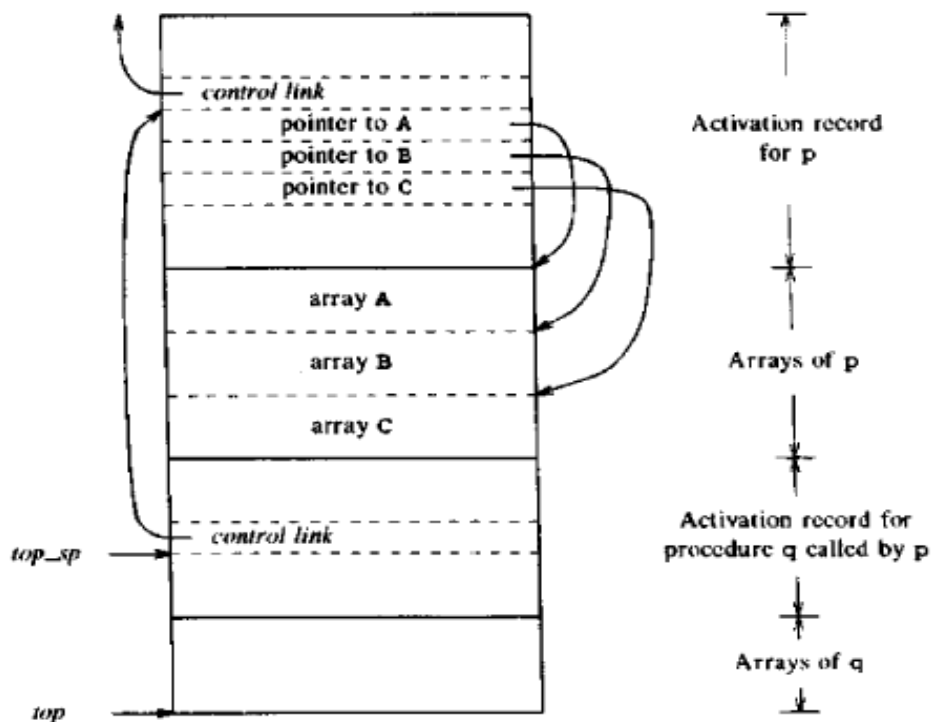 control link
pointer to A
pointer to B
pointer to C
Activation record
for p
array A
array B
array C
Arrays of p
control link
top_sp
Activation record for
procedure q called by p
Arrays of q
top